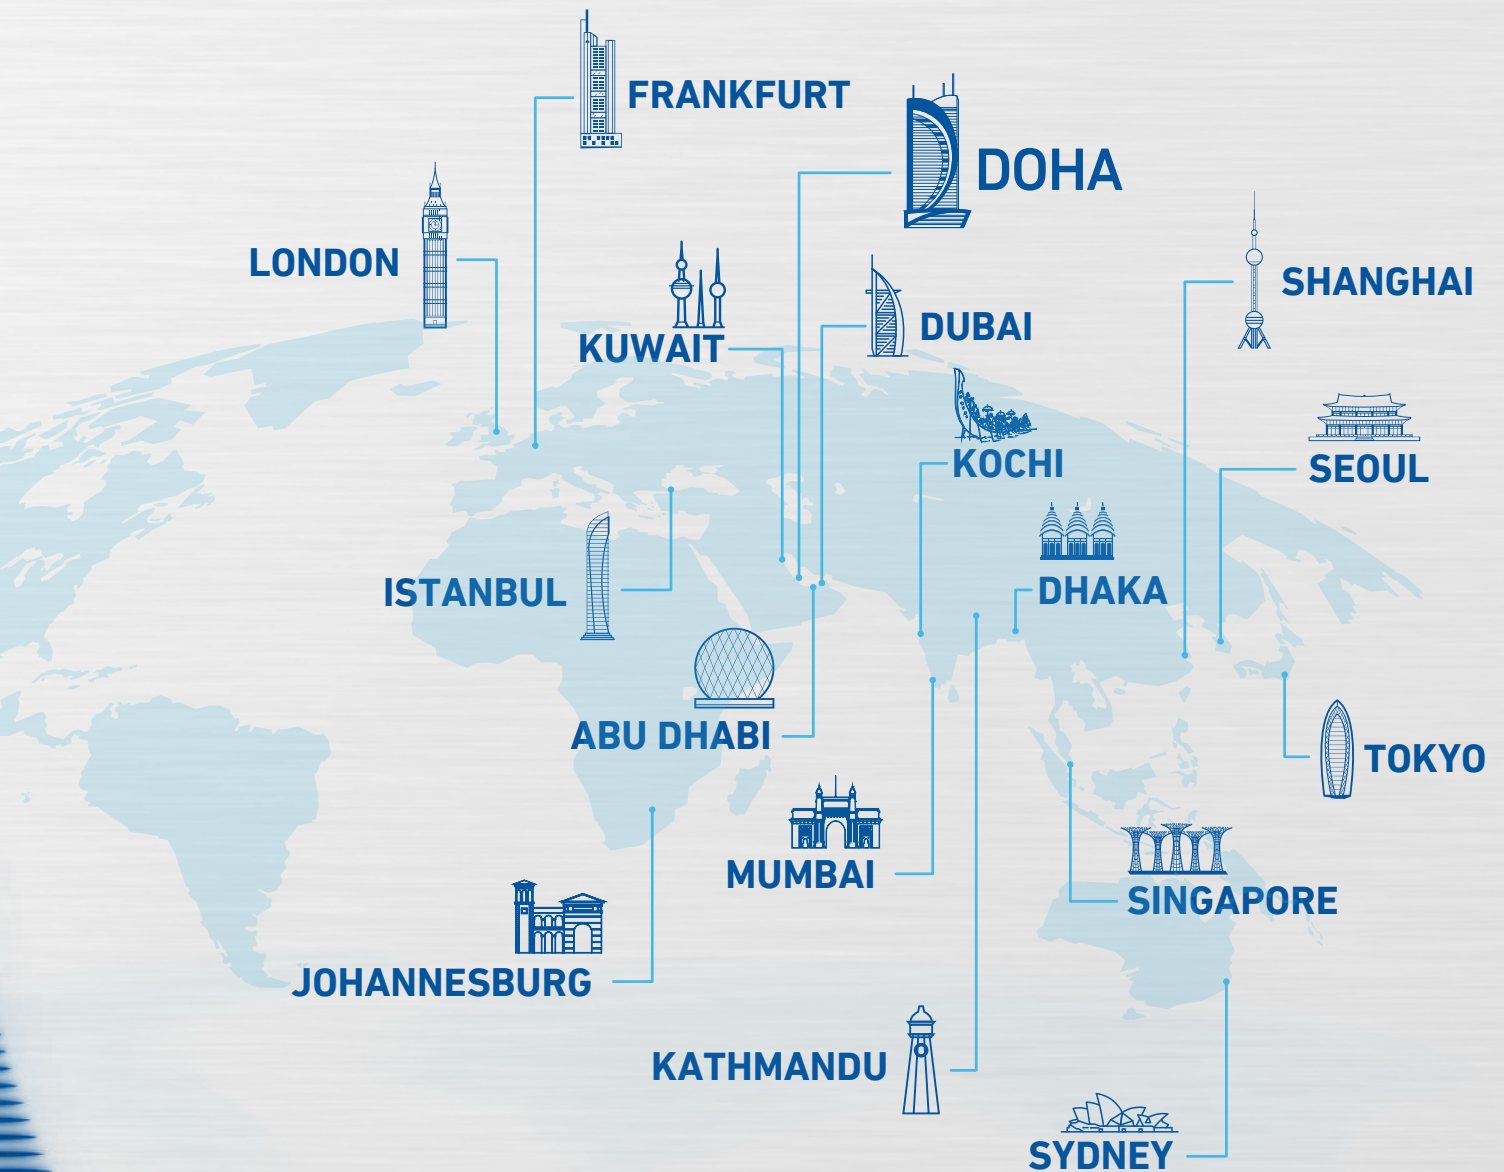 FRANKFURT
DOHA
LONDON
SHANGHAI
DUBAI
KUWAIT
KOCHI
SEOUL
ISTANBUL
DHAKA
ABU DHABI
TOKYO
MUMBAI
SINGAPORE
JOHANNESBURG
KATHMANDU
SYDNEY